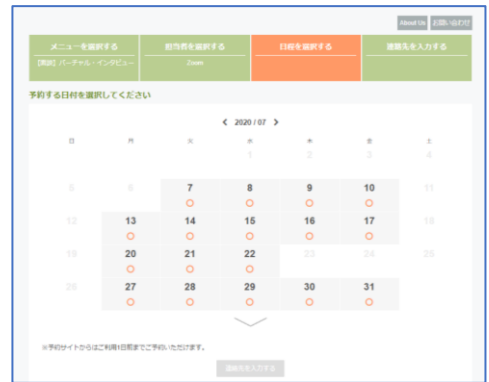 About Us お問い合わせ
メニューを選択する 担当者を選択する 日程を選択する 連絡先を入力する
【英語】バーチャル・インタビュー Zoom
予約する日付を選択してください
2020 / 07
日 月 火 水 木 金 土
1 2 3 4
5 6 7 8 9 10 11
12 13 14 15 16 17 18
19 20 21 22 23 24 25
26 27 28 29 30 31
※予約サイトからはご利用1日前までご予約いただけます。
連絡先を入力する